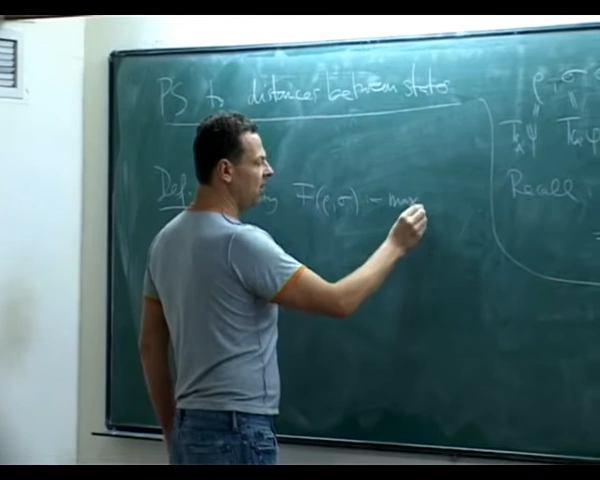 PS to distances between states
Def. F(ρ,σ) := max
ρ, σ
Tr ψ Tr φ
Recall
=